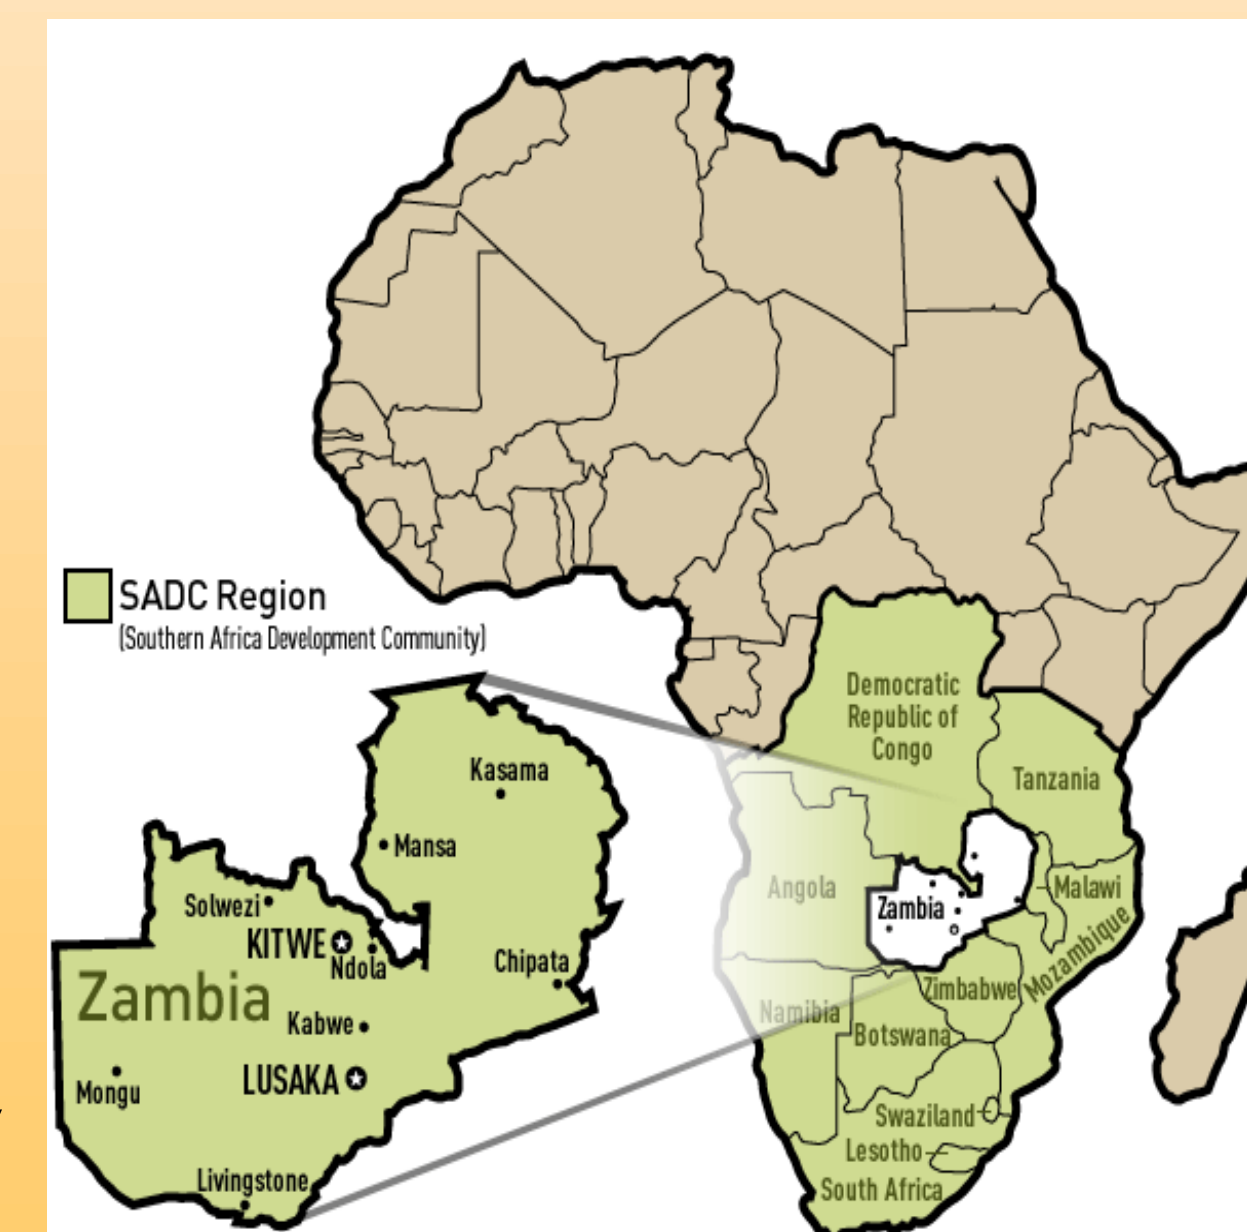 SADC Region
(Southern Africa Development Community)
Democratic
Republic of
Congo
Tanzania
Angola
Zambia
Malawi
Mozambique
Zimbabwe
Namibia
Botswana
Swaziland
Lesotho
South Africa
Kasama
Mansa
Solwezi
KITWE
Ndola
Chipata
Zambia
Kabwe
LUSAKA
Mongu
Livingstone